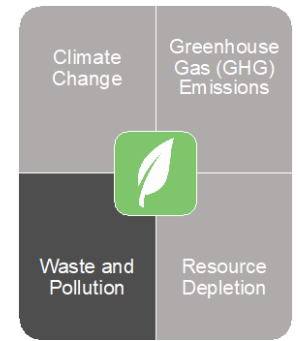 Climate
Change
Greenhouse
Gas (GHG)
Emissions
Waste and
Pollution
Resource
Depletion